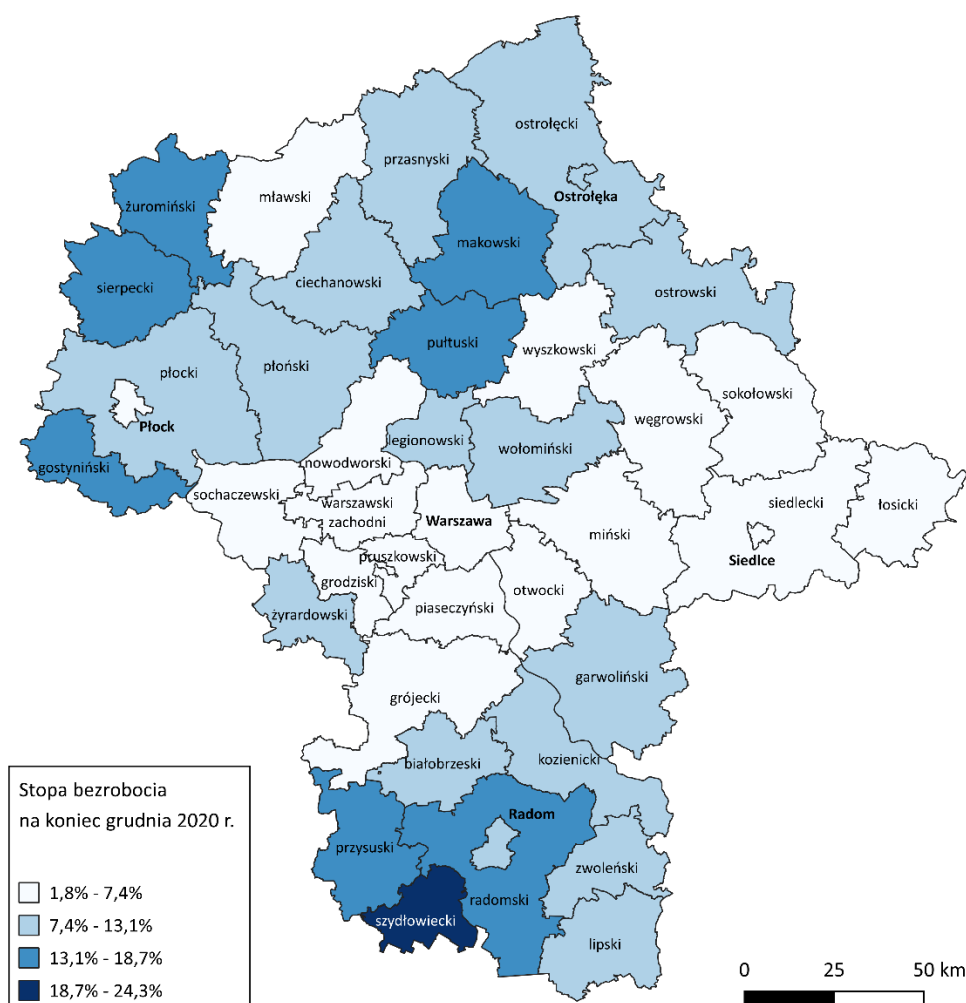 ostrołęcki
przasnyski
Ostrołęka
mławski
żuromiński
makowski
ciechanowski
sierpecki
ostrowski
pułtuski
wyszkowski
płocki
płoński
sokołowski
węgrowski
Płock
legionowski
wołomiński
gostyniński
nowodworski
sochaczewski
warszawski
zachodni
Warszawa
siedlecki
łosicki
miński
Siedlce
pruszkowski
grodziski
otwocki
piaseczyński
żyrardowski
garwoliński
grójecki
białobrzeski
kozienicki
Radom
przysuski
zwoleński
radomski
szydłowiecki
lipski
Stopa bezrobocia
na koniec grudnia 2020 r.
1,8% - 7,4%
7,4% - 13,1%
13,1% - 18,7%
18,7% - 24,3%
0 25 50 km